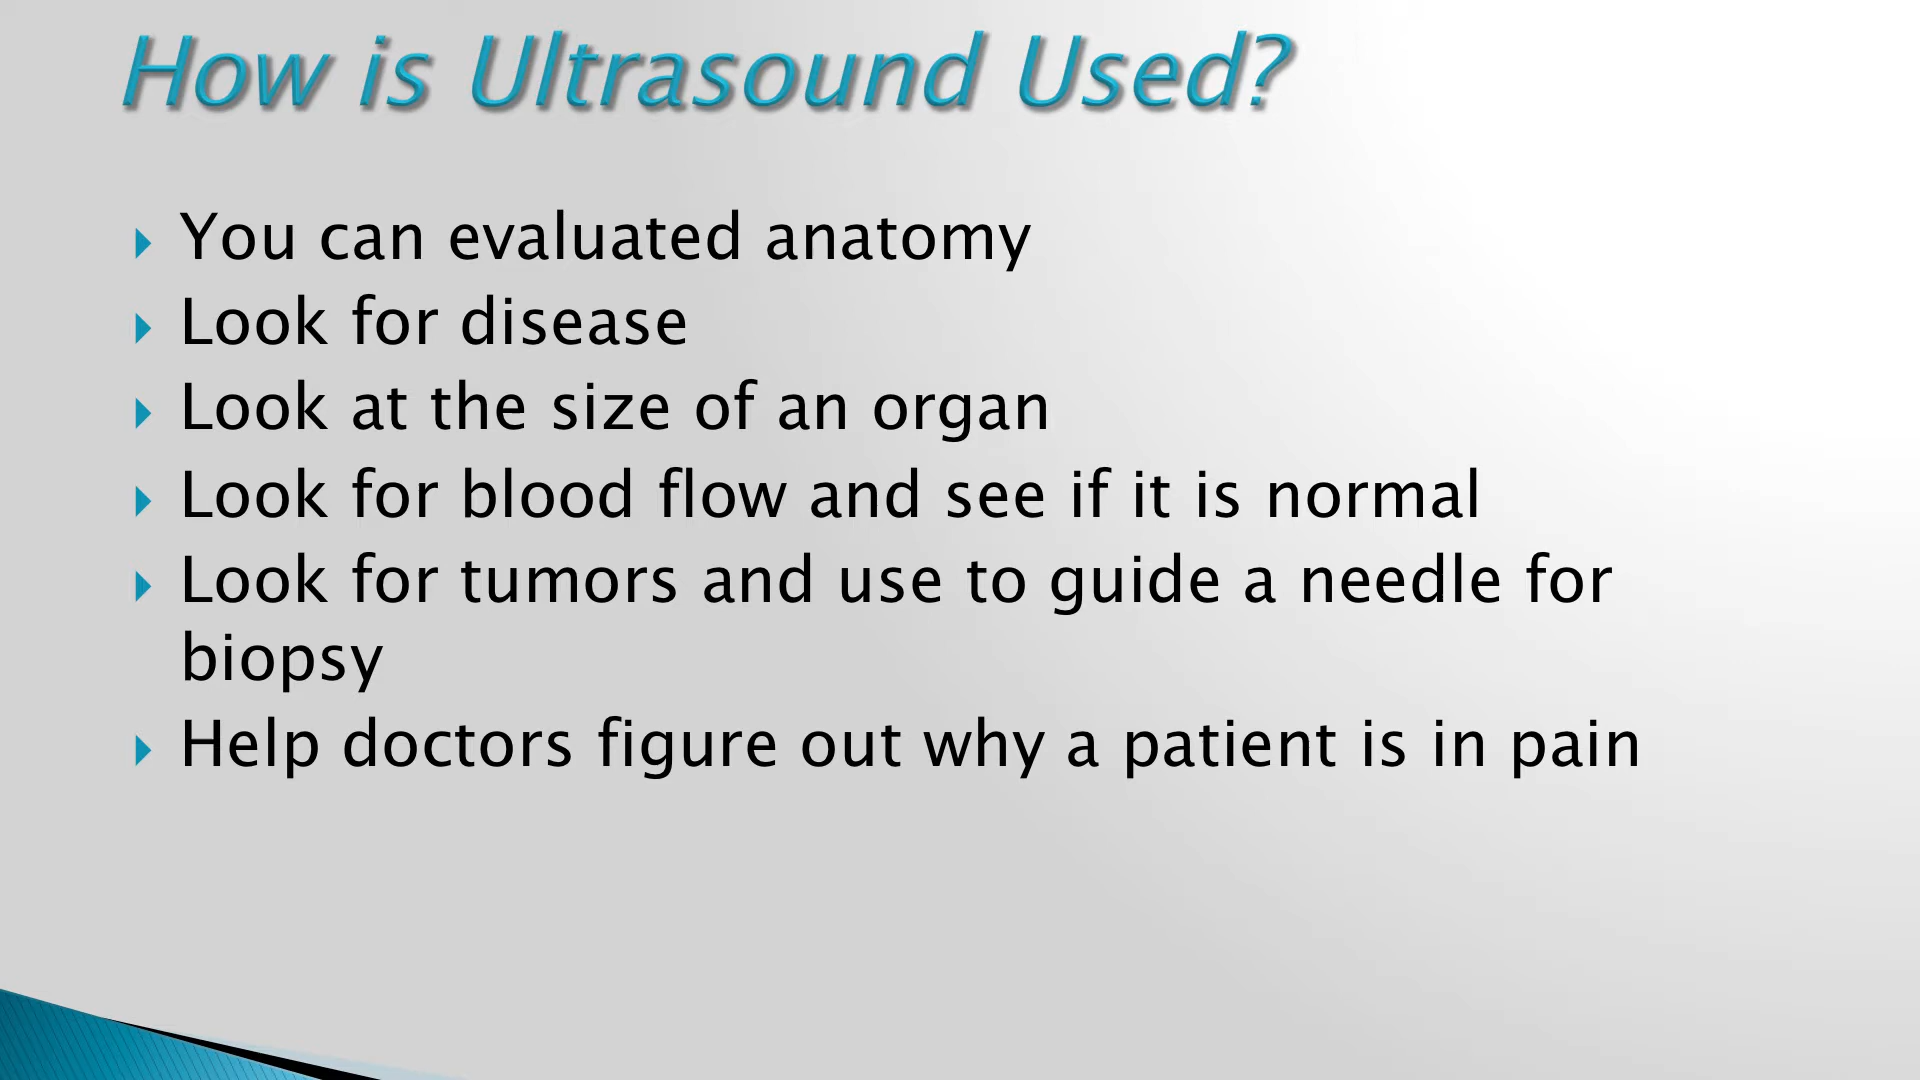 How is Ultrasound Used?
You can evaluated anatomy
Look for disease
Look at the size of an organ
Look for blood flow and see if it is normal
Look for tumors and use to guide a needle for
biopsy
Help doctors figure out why a patient is in pain